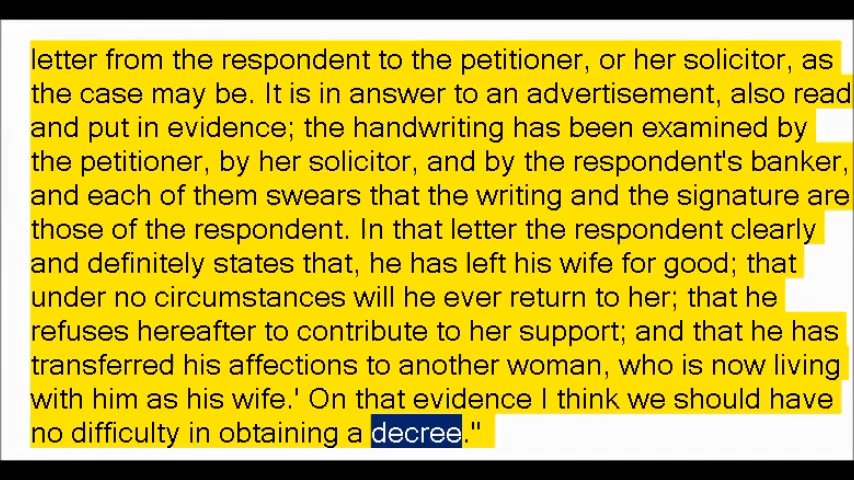 letter from the respondent to the petitioner, or her solicitor, as
the case may be. It is in answer to an advertisement, also read
and put in evidence; the handwriting has been examined by
the petitioner, by her solicitor, and by the respondent's banker,
and each of them swears that the writing and the signature are
those of the respondent. In that letter the respondent clearly
and definitely states that, he has left his wife for good; that
under no circumstances will he ever return to her; that he
refuses hereafter to contribute to her support; and that he has
transferred his affections to another woman, who is now living
with him as his wife.' On that evidence I think we should have
no difficulty in obtaining a decree."